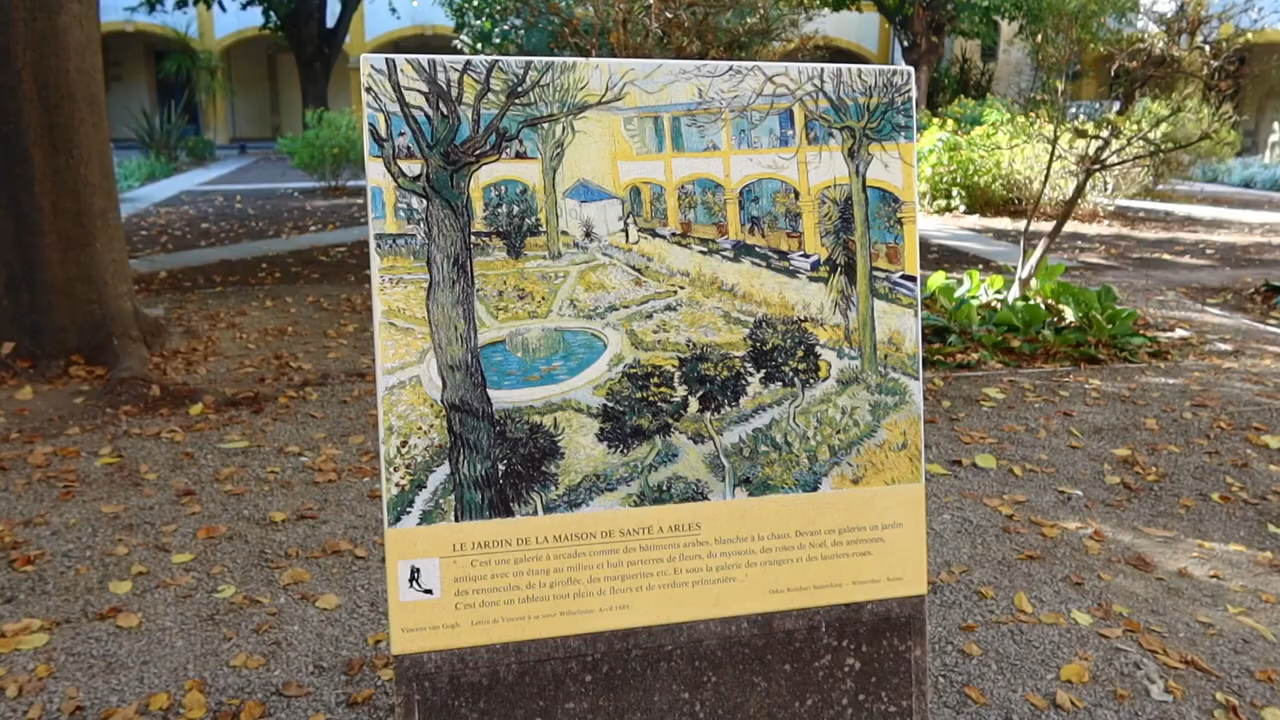 LE JARDIN DE LA MAISON DE SANTÉ A ARLES
"... C'est une galerie à arcades comme des bâtiments arabes, blanchie à la chaux. Devant ces galeries un jardin
antique avec un étang au milieu et huit parterres de fleurs, du myosotis, des roses de Noël, des anémones,
des renoncules, de la giroflée, des marguerites etc. Et sous la galerie des orangers et des lauriers-roses.
C'est donc un tableau tout plein de fleurs et de verdure printanière..."
Vincent van Gogh. Lettre de Vincent à sa sœur Wilhelmine. Avril 1889.
Oskar Reinhart Sammlung — Winterthur - Suisse.